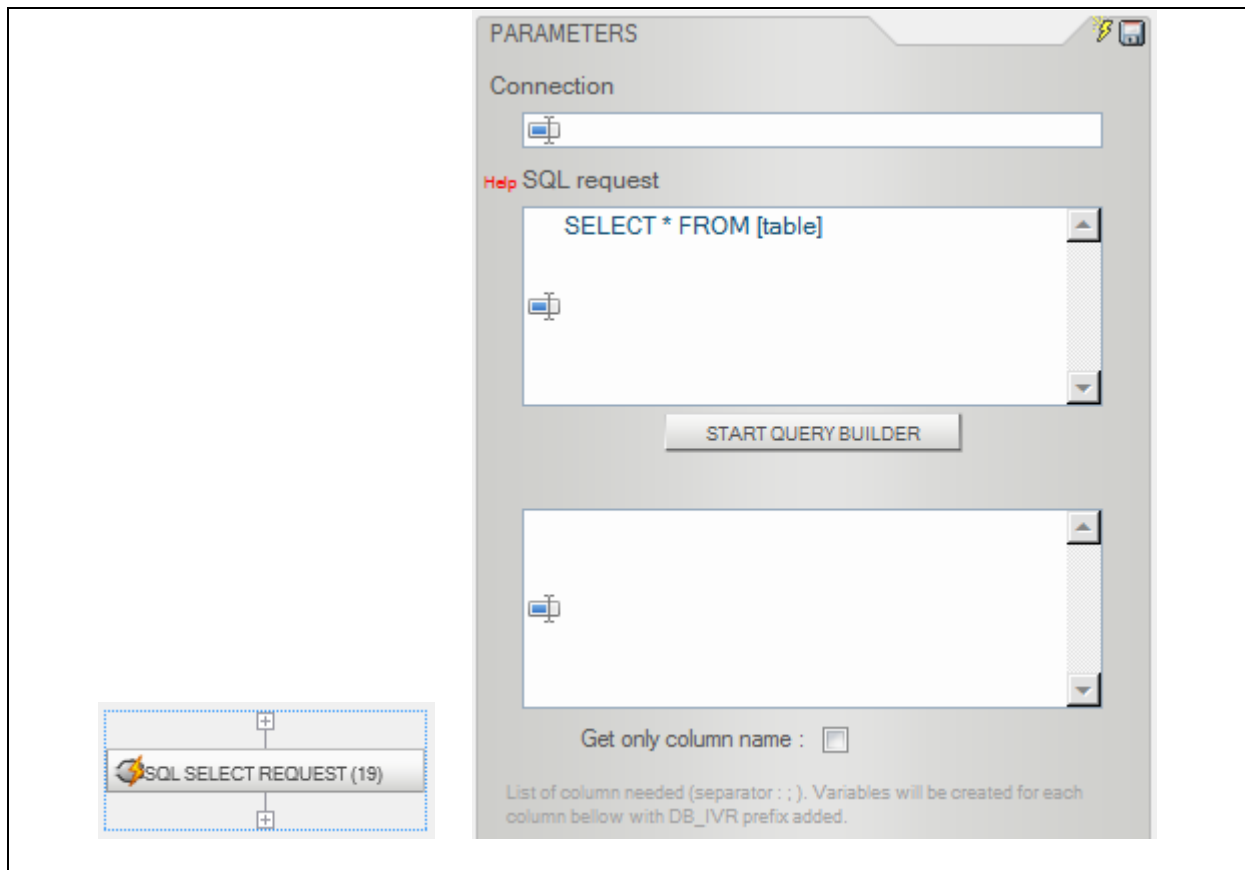 PARAMETERS
Connection
Help SQL request
SELECT * FROM [table]
START QUERY BUILDER
Get only column name :
SQL SELECT REQUEST (19)
List of column needed (separator : ; ). Variables will be created for each
column bellow with DB_IVR prefix added.